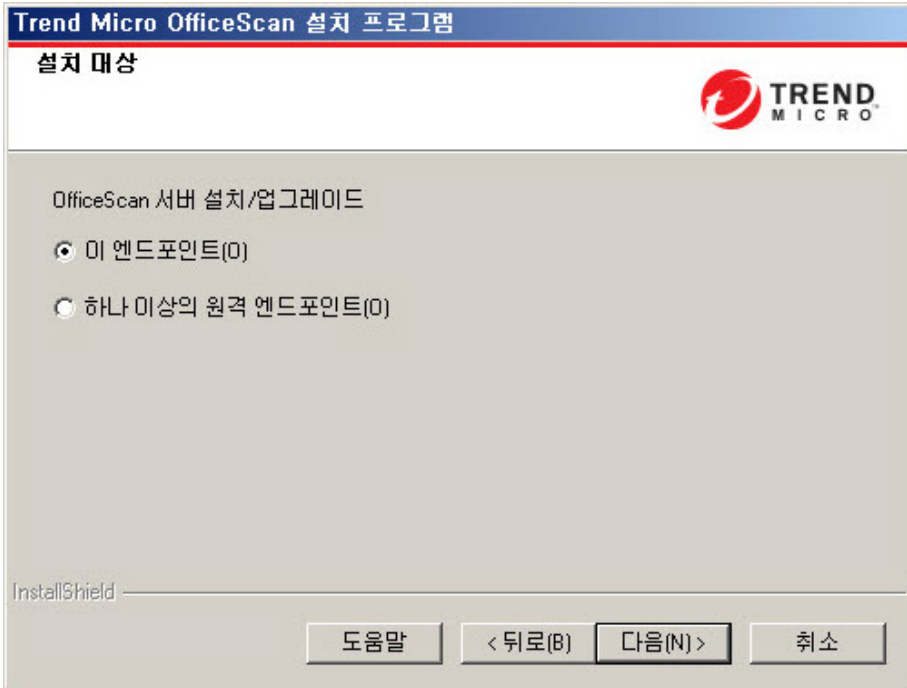 Trend Micro OfficeScan 설치 프로그램
설치 대상
TREND
MICRO
OfficeScan 서버 설치/업그레이드
이 엔드포인트(O)
하나 이상의 원격 엔드포인트(O)
InstallShield
도움말 < 뒤로(B) 다음(N) > 취소